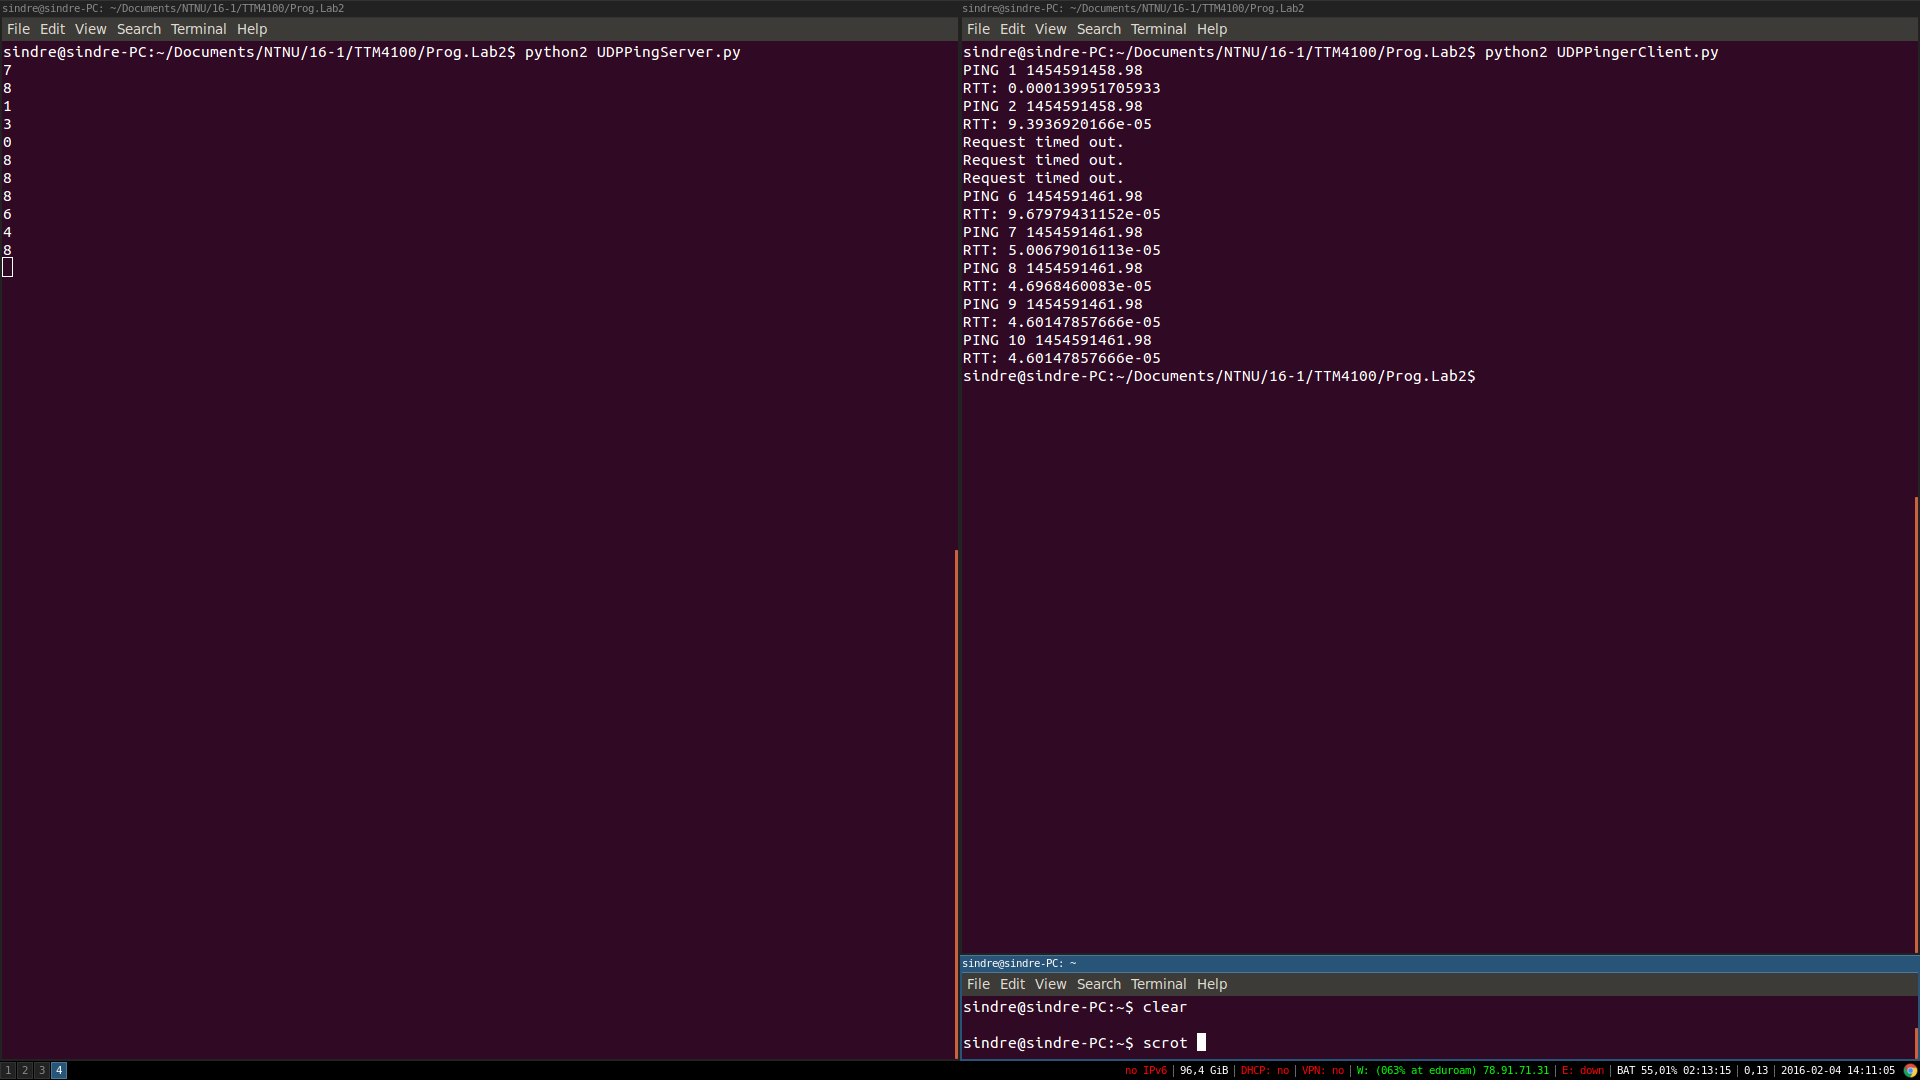 sindre@sindre-PC: ~/Documents/NTNU/16-1/TTM4100/Prog.Lab2
File Edit View Search Terminal Help
sindre@sindre-PC:~/Documents/NTNU/16-1/TTM4100/Prog.Lab2$ python2 UDPPingServer.py
7
8
1
3
0
8
8
8
6
4
8
sindre@sindre-PC: ~/Documents/NTNU/16-1/TTM4100/Prog.Lab2
File Edit View Search Terminal Help
sindre@sindre-PC:~/Documents/NTNU/16-1/TTM4100/Prog.Lab2$ python2 UDPPingerClient.py
PING 1 1454591458.98
RTT: 0.000139951705933
PING 2 1454591458.98
RTT: 9.3936920166e-05
Request timed out.
Request timed out.
Request timed out.
PING 6 1454591461.98
RTT: 9.67979431152e-05
PING 7 1454591461.98
RTT: 5.00679016113e-05
PING 8 1454591461.98
RTT: 4.6968460083e-05
PING 9 1454591461.98
RTT: 4.60147857666e-05
PING 10 1454591461.98
RTT: 4.60147857666e-05
sindre@sindre-PC:~/Documents/NTNU/16-1/TTM4100/Prog.Lab2$
sindre@sindre-PC: ~
File Edit View Search Terminal Help
sindre@sindre-PC:~$ clear
sindre@sindre-PC:~$ scrot
1 2 3 4
no IPv6 | 96,4 GiB | DHCP: no | VPN: no | W: (063% at eduroam) 78.91.71.31 | E: down | BAT 55,01% 02:13:15 | 0,13 | 2016-02-04 14:11:05